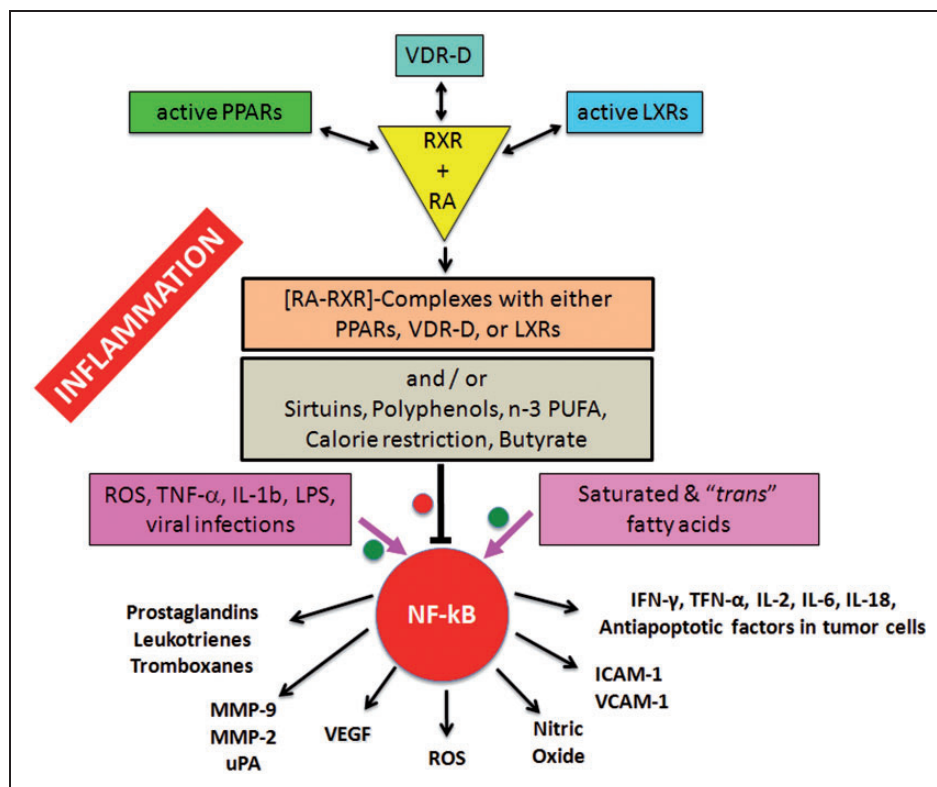 VDR-D
active PPARs
active LXRs
RXR
+
RA
INFLAMMATION
[RA-RXR]-Complexes with either
PPARs, VDR-D, or LXRs
and / or
Sirtuins, Polyphenols, n-3 PUFA,
Calorie restriction, Butyrate
ROS, TNF-α, IL-1b, LPS,
viral infections
Saturated & “trans”
fatty acids
NF-kB
Prostaglandins
Leukotrienes
Tromboxanes
MMP-9
MMP-2
uPA
VEGF
ROS
Nitric
Oxide
ICAM-1
VCAM-1
IFN-γ, TFN-α, IL-2, IL-6, IL-18,
Antiapoptotic factors in tumor cells